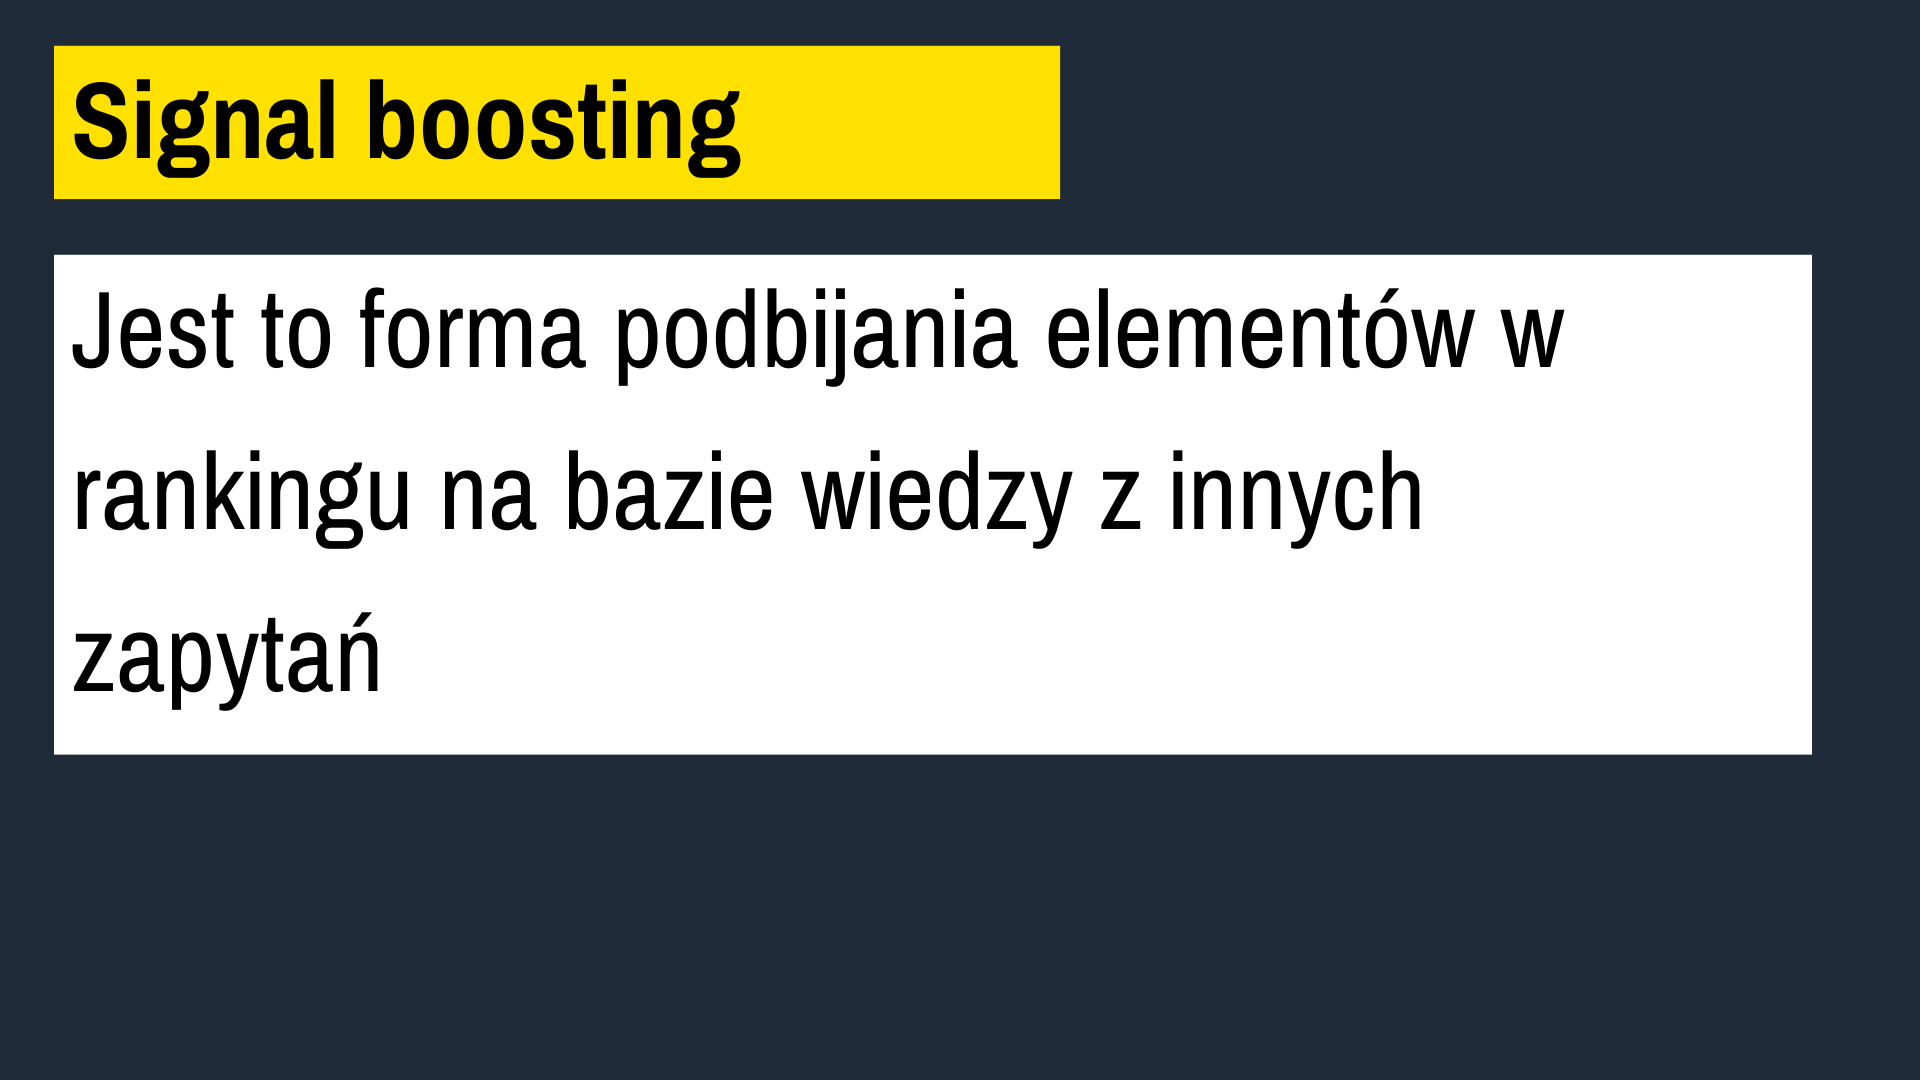 Signal boosting
Jest to forma podbijania elementów w
rankingu na bazie wiedzy z innych
zapytań